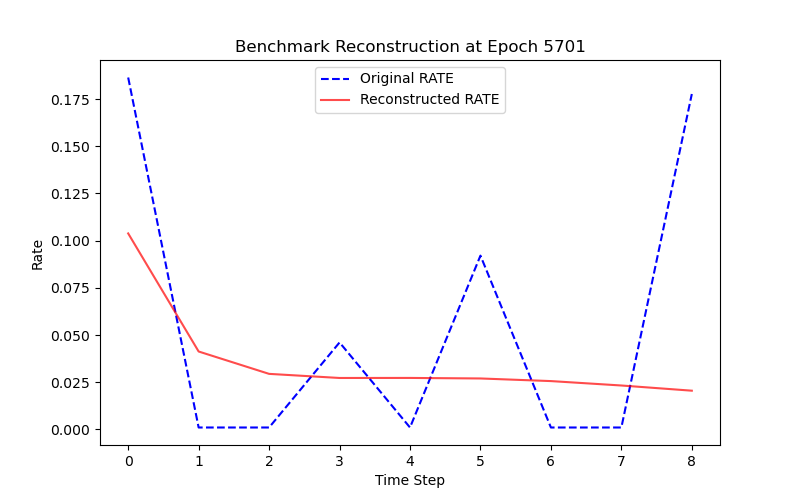 Benchmark Reconstruction at Epoch 5701
Original RATE
Reconstructed RATE
0.175
0.150
0.125
0.100
0.075
0.050
0.025
0.000
Rate
0 1 2 3 4 5 6 7 8
Time Step